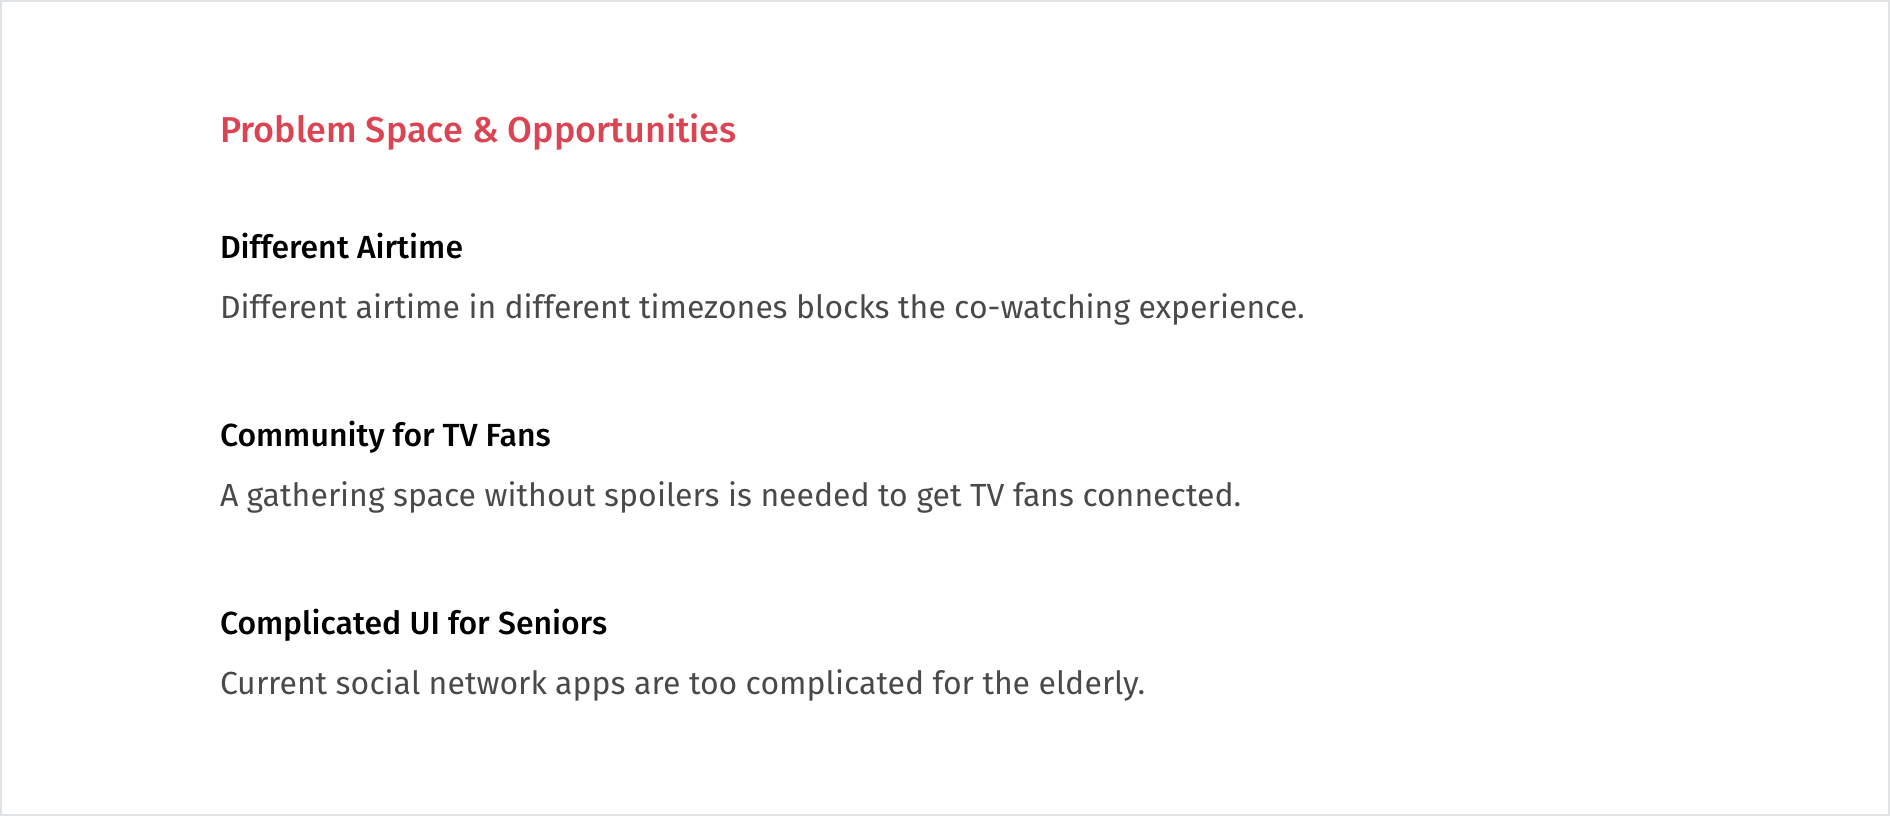 Problem Space & Opportunities
Different Airtime
Different airtime in different timezones blocks the co-watching experience.
Community for TV Fans
A gathering space without spoilers is needed to get TV fans connected.
Complicated UI for Seniors
Current social network apps are too complicated for the elderly.